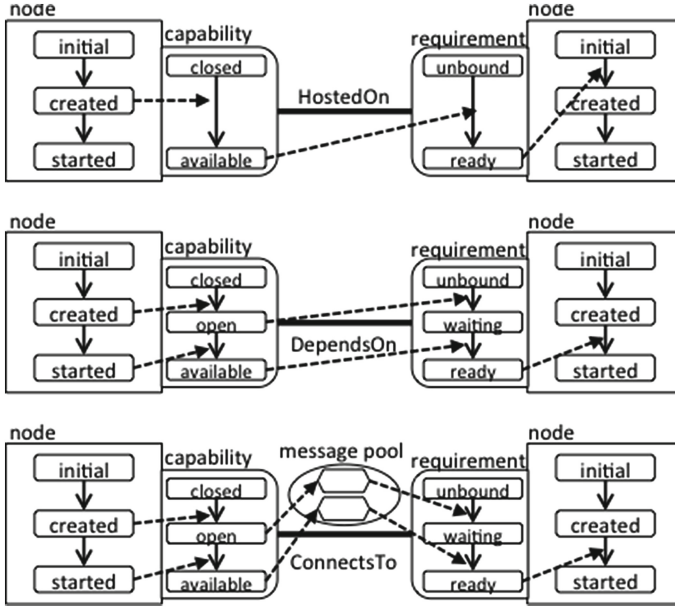 node
node
capability
requirement
initial
initial
closed
unbound
HostedOn
created
created
started
available
ready
started
node
node
capability
requirement
initial
initial
closed
unbound
created
created
open
waiting
DependsOn
started
available
ready
started
node
node
message pool
capability
requirement
initial
initial
closed
unbound
created
created
open
waiting
ConnectsTo
started
available
ready
started